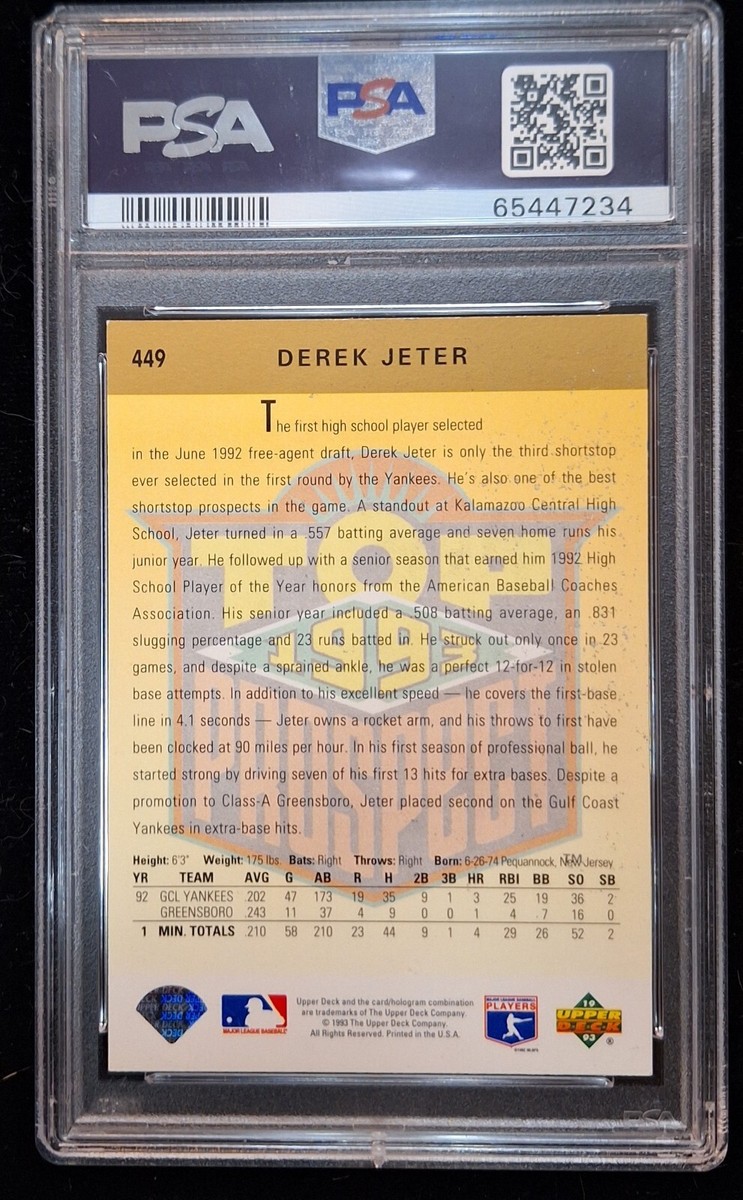 PSA
PSA
65447234
449 DEREK JETER
The first high school player selected
in the June 1992 free-agent draft, Derek Jeter is only the third shortstop
ever selected in the first round by the Yankees. He's also one of the best
shortstop prospects in the game. A standout at Kalamazoo Central High
School, Jeter turned in a .557 batting average and seven home runs his
junior year. He followed up with a senior season that earned him 1992 High
School Player of the Year honors from the American Baseball Coaches
Association. His senior year included a .508 batting average, an .831
slugging percentage and 23 runs batted in. He struck out only once in 23
games, and despite a sprained ankle, he was a perfect 12-for-12 in stolen
base attempts. In addition to his excellent speed — he covers the first-base
line in 4.1 seconds — Jeter owns a rocket arm, and his throws to first have
been clocked at 90 miles per hour. In his first season of professional ball, he
started strong by driving seven of his first 13 hits for extra bases. Despite a
promotion to Class-A Greensboro, Jeter placed second on the Gulf Coast
Yankees in extra-base hits.
TOP
1993
PROSPECT
TM
Height: 6'3" Weight: 175 lbs. Bats: Right Throws: Right Born: 6-26-74 Pequannock, New Jersey
YR TEAM AVG G AB R H 2B 3B HR RBI BB SO SB
92 GCL YANKEES .202 47 173 19 35 9 1 3 25 19 36 2
GREENSBORO .243 11 37 4 9 0 0 1 4 7 16 0
1 MIN. TOTALS .210 58 210 23 44 9 1 4 29 26 52 2
MAJOR LEAGUE BASEBALL
Upper Deck and the card/hologram combination
are trademarks of The Upper Deck Company.
© 1993 The Upper Deck Company.
All Rights Reserved. Printed in the U.S.A.
MAJOR LEAGUE BASEBALL
PLAYERS
19
UPPER
DECK
93
®
PSA